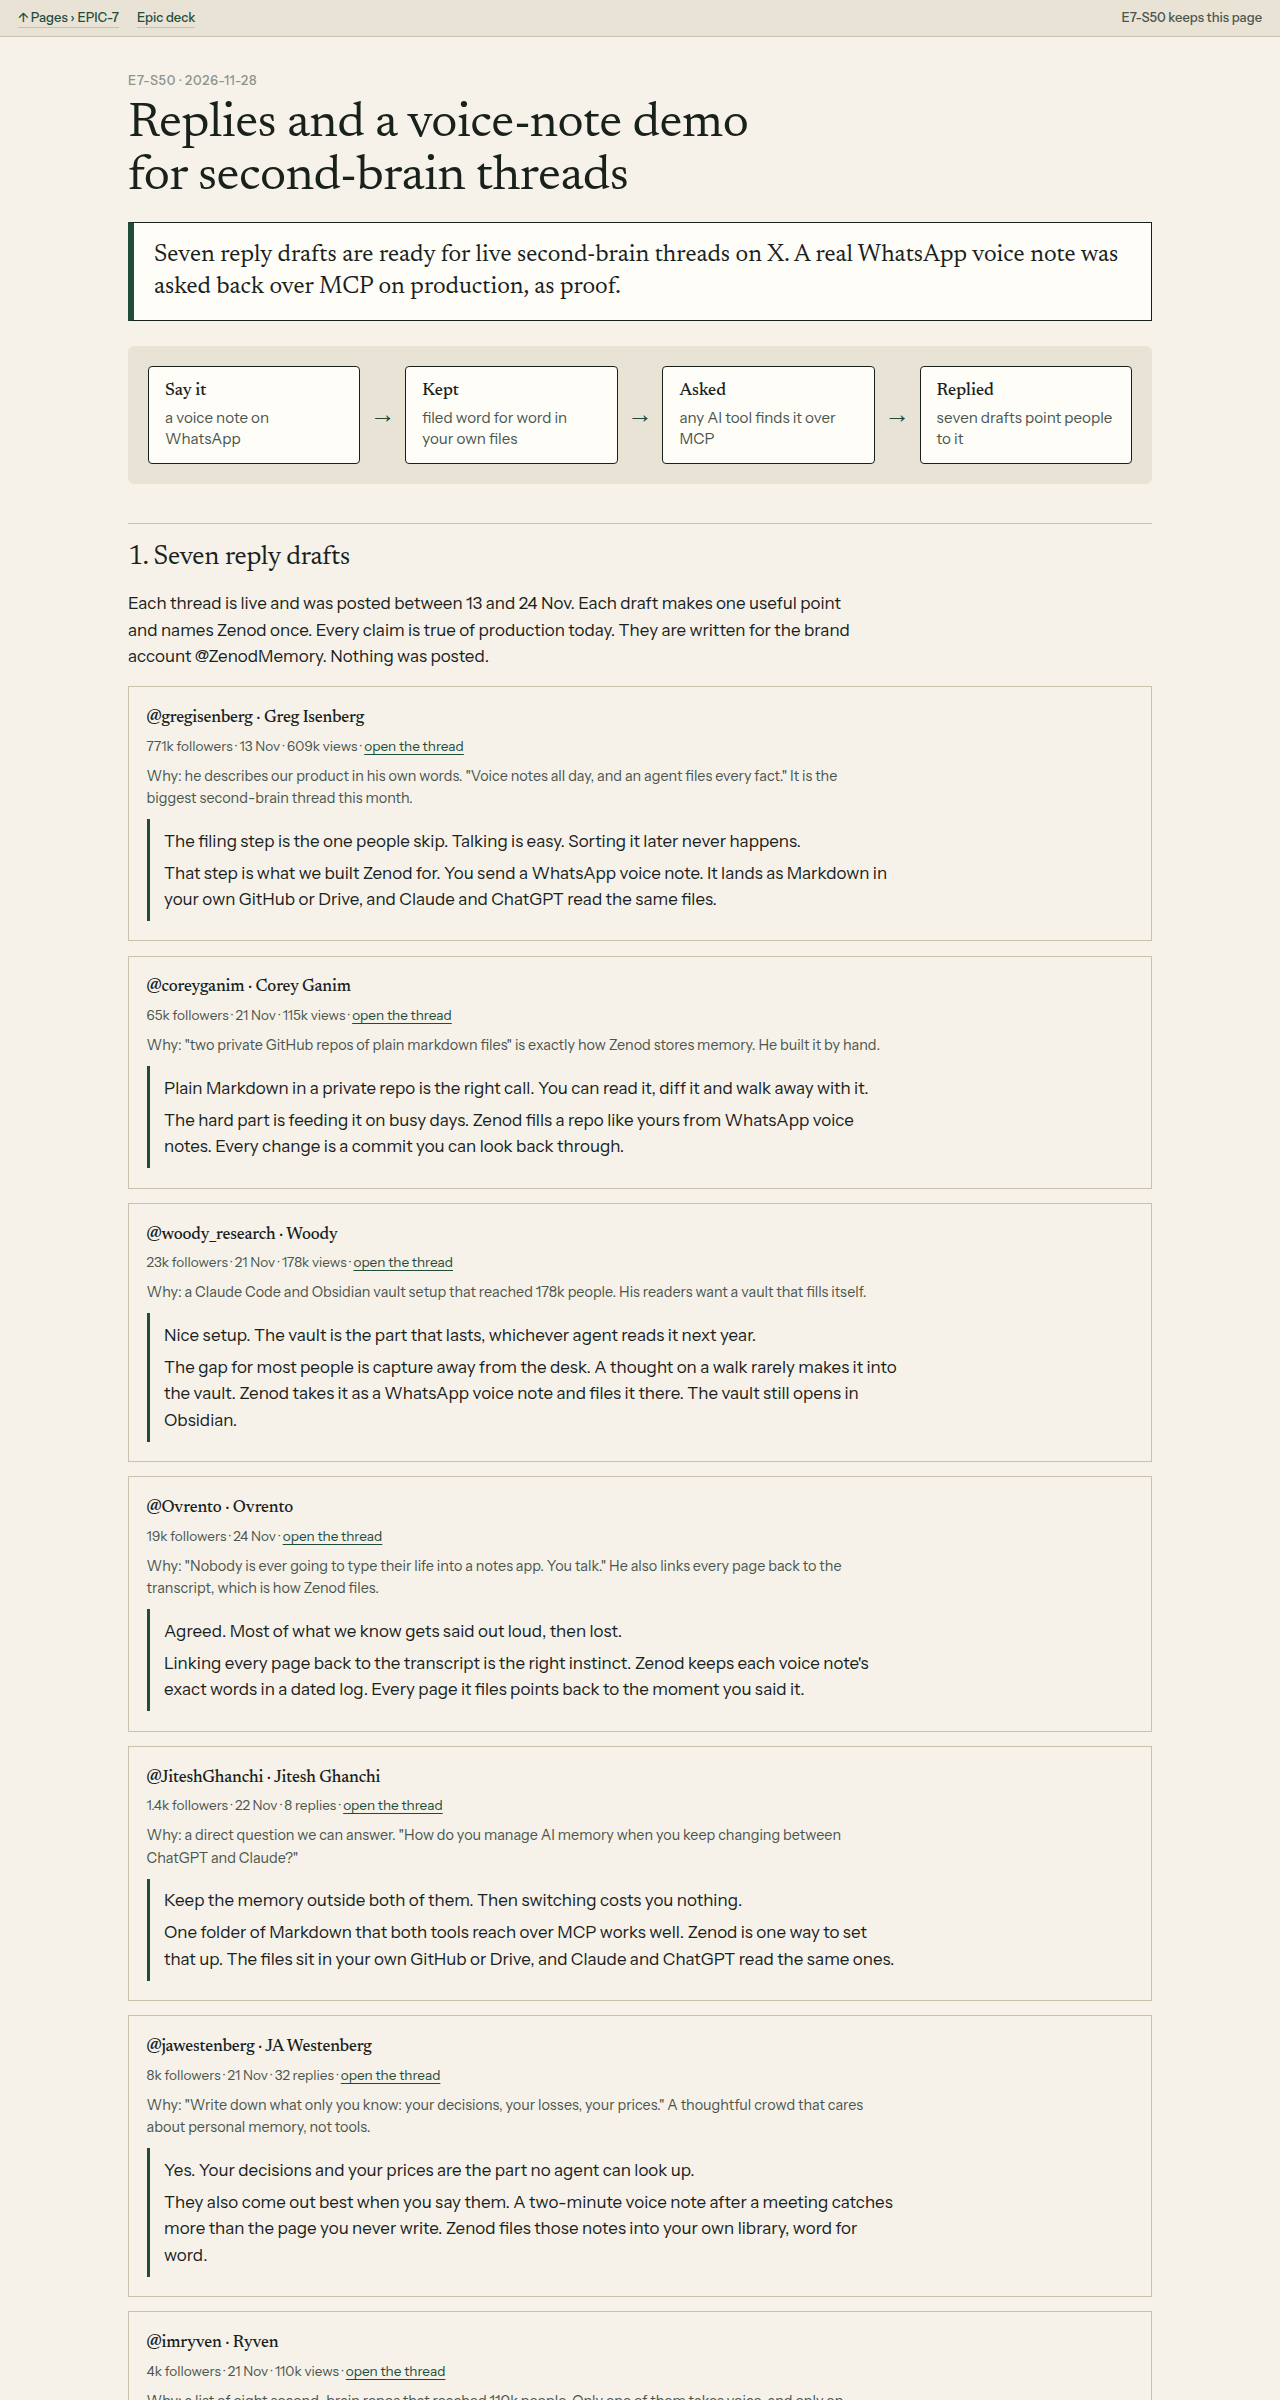 ↑ Pages › EPIC-7 Epic deck E7-S50 keeps this page
E7-S50 · 2026-11-28
Replies and a voice-note demo
for second-brain threads
Seven reply drafts are ready for live second-brain threads on X. A real WhatsApp voice note was
asked back over MCP on production, as proof.
Say it
a voice note on
WhatsApp
→
Kept
filed word for word in
your own files
→
Asked
any AI tool finds it over
MCP
→
Replied
seven drafts point people
to it
1. Seven reply drafts
Each thread is live and was posted between 13 and 24 Nov. Each draft makes one useful point
and names Zenod once. Every claim is true of production today. They are written for the brand
account @ZenodMemory. Nothing was posted.
@gregisenberg · Greg Isenberg
771k followers · 13 Nov · 609k views · open the thread
Why: he describes our product in his own words. "Voice notes all day, and an agent files every fact." It is the
biggest second-brain thread this month.
The filing step is the one people skip. Talking is easy. Sorting it later never happens.
That step is what we built Zenod for. You send a WhatsApp voice note. It lands as Markdown in
your own GitHub or Drive, and Claude and ChatGPT read the same files.
@coreyganim · Corey Ganim
65k followers · 21 Nov · 115k views · open the thread
Why: "two private GitHub repos of plain markdown files" is exactly how Zenod stores memory. He built it by hand.
Plain Markdown in a private repo is the right call. You can read it, diff it and walk away with it.
The hard part is feeding it on busy days. Zenod fills a repo like yours from WhatsApp voice
notes. Every change is a commit you can look back through.
@woody_research · Woody
23k followers · 21 Nov · 178k views · open the thread
Why: a Claude Code and Obsidian vault setup that reached 178k people. His readers want a vault that fills itself.
Nice setup. The vault is the part that lasts, whichever agent reads it next year.
The gap for most people is capture away from the desk. A thought on a walk rarely makes it into
the vault. Zenod takes it as a WhatsApp voice note and files it there. The vault still opens in
Obsidian.
@Ovrento · Ovrento
19k followers · 24 Nov · open the thread
Why: "Nobody is ever going to type their life into a notes app. You talk." He also links every page back to the
transcript, which is how Zenod files.
Agreed. Most of what we know gets said out loud, then lost.
Linking every page back to the transcript is the right instinct. Zenod keeps each voice note's
exact words in a dated log. Every page it files points back to the moment you said it.
@JiteshGhanchi · Jitesh Ghanchi
1.4k followers · 22 Nov · 8 replies · open the thread
Why: a direct question we can answer. "How do you manage AI memory when you keep changing between
ChatGPT and Claude?"
Keep the memory outside both of them. Then switching costs you nothing.
One folder of Markdown that both tools reach over MCP works well. Zenod is one way to set
that up. The files sit in your own GitHub or Drive, and Claude and ChatGPT read the same ones.
@jawestenberg · JA Westenberg
8k followers · 21 Nov · 32 replies · open the thread
Why: "Write down what only you know: your decisions, your losses, your prices." A thoughtful crowd that cares
about personal memory, not tools.
Yes. Your decisions and your prices are the part no agent can look up.
They also come out best when you say them. A two-minute voice note after a meeting catches
more than the page you never write. Zenod files those notes into your own library, word for
word.
@imryven · Ryven
4k followers · 21 Nov · 110k views · open the thread
Why: a list of eight second-brain repos that reached 110k people. Only one of them takes voice, and only on